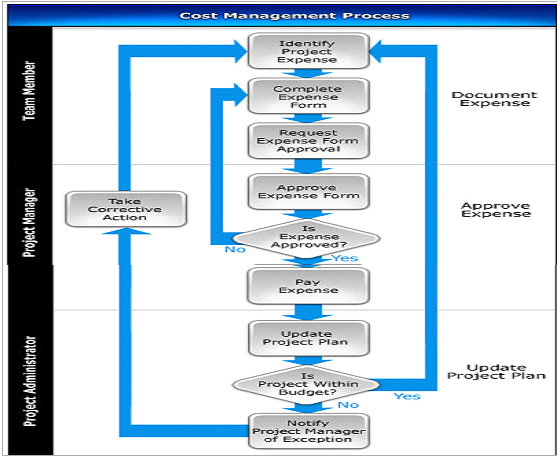 Cost Management Process
Team Member
Identify
Project
Expense
Complete
Expense
Form
Document
Expense
Request
Expense Form
Approval
Project Manager
Take
Corrective
Action
Approve
Expense Form
Approve
Expense
Is
Expense
Approved?
No
Yes
Pay
Expense
Project Administrator
Update
Project Plan
Is
Project Within
Budget?
Update
Project Plan
Yes
No
Notify
Project Manager
of Exception